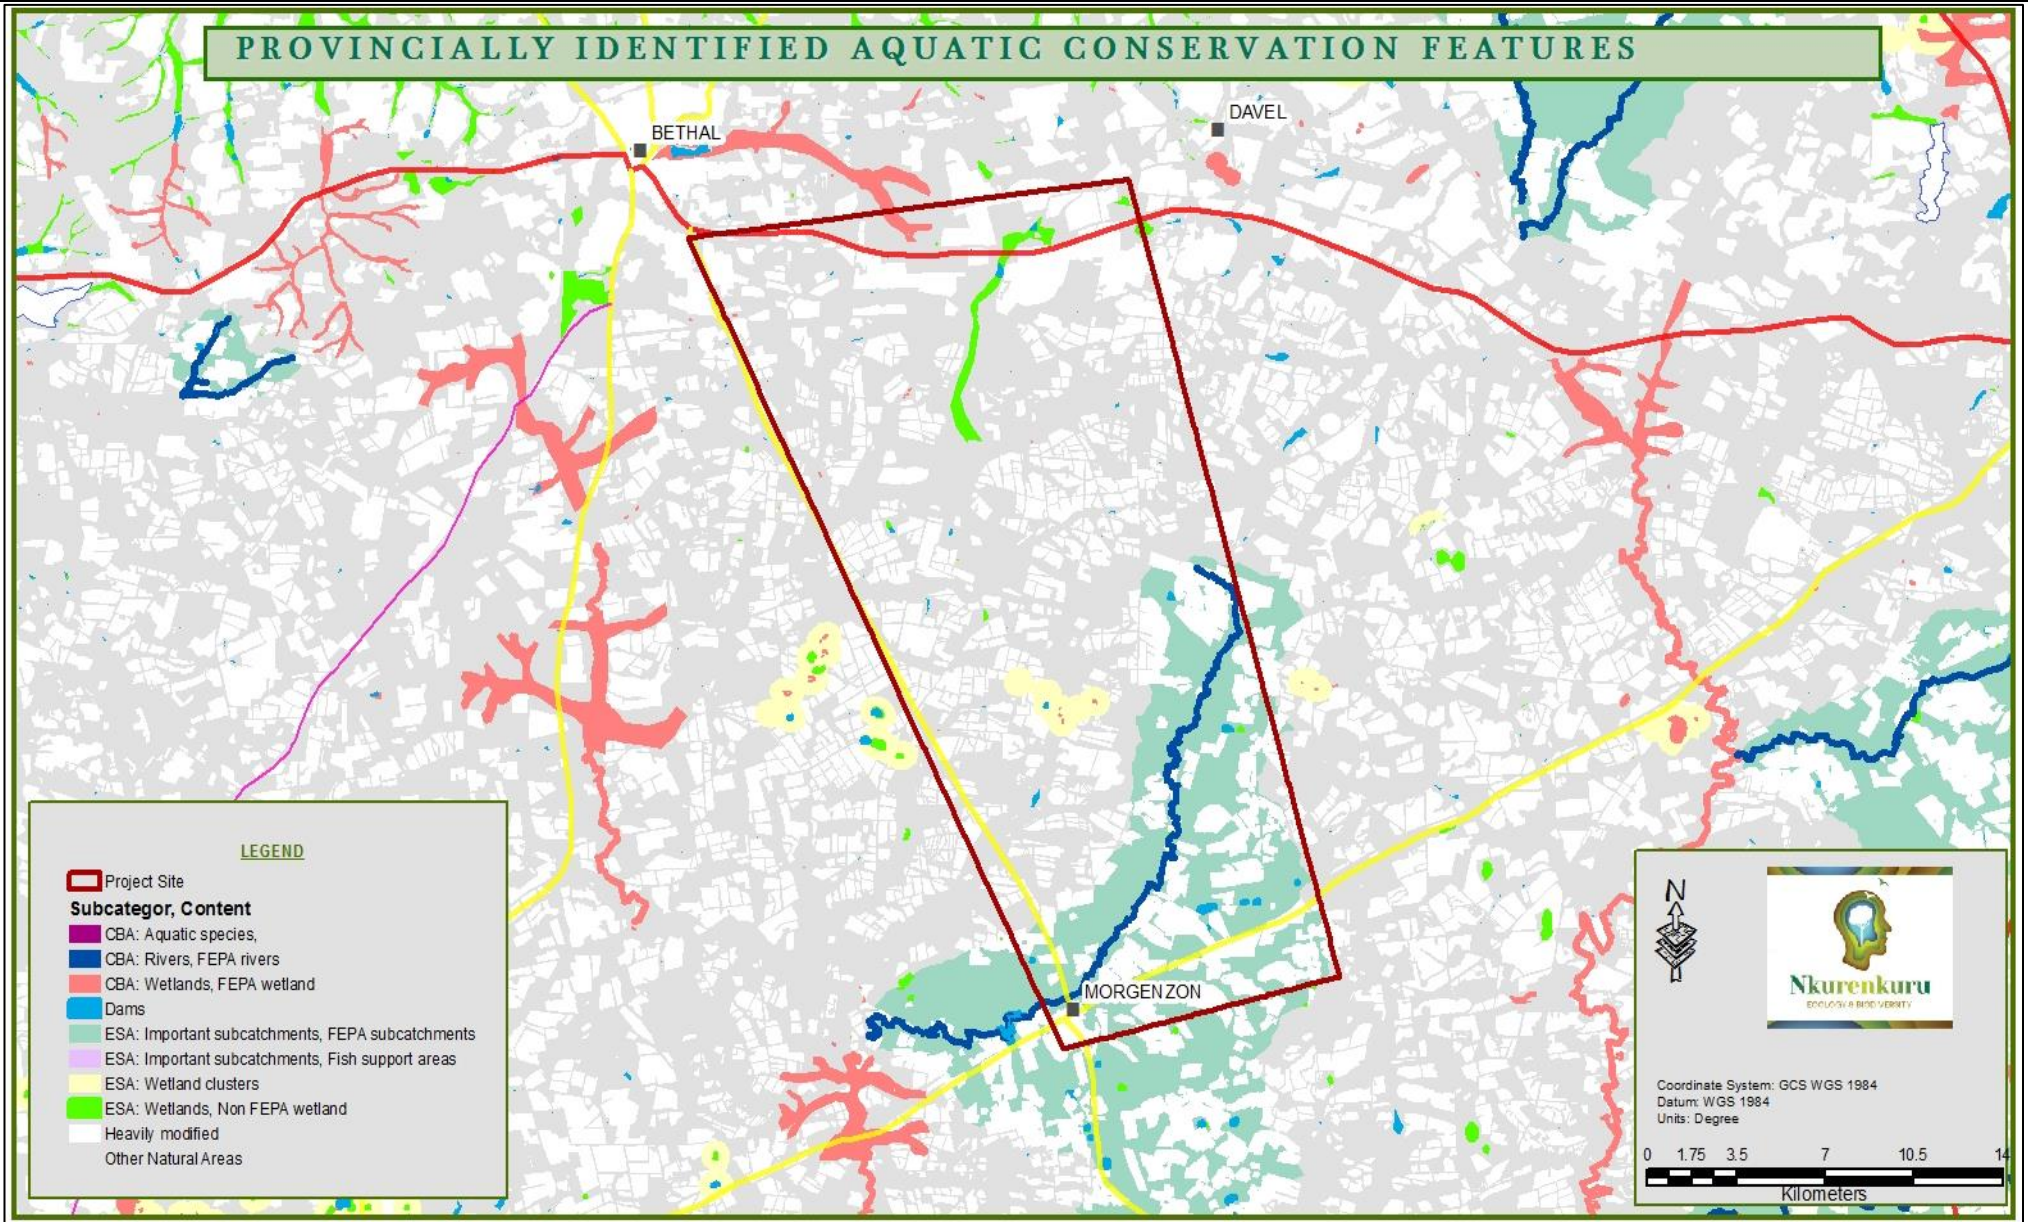 PROVINCIALLY IDENTIFIED AQUATIC CONSERVATION FEATURES
DAVEL
BETHAL
MORGENZON
LEGEND
Project Site
Subcategor, Content
CBA: Aquatic species,
CBA: Rivers, FEPA rivers
CBA: Wetlands, FEPA wetland
Dams
ESA: Important subcatchments, FEPA subcatchments
ESA: Important subcatchments, Fish support areas
ESA: Wetland clusters
ESA: Wetlands, Non FEPA wetland
Heavily modified
Other Natural Areas
N
Nkurenkuru
ECOLOGY & BIODIVERSITY
Coordinate System: GCS WGS 1984
Datum: WGS 1984
Units: Degree
0 1.75 3.5 7 10.5 14
Kilometers